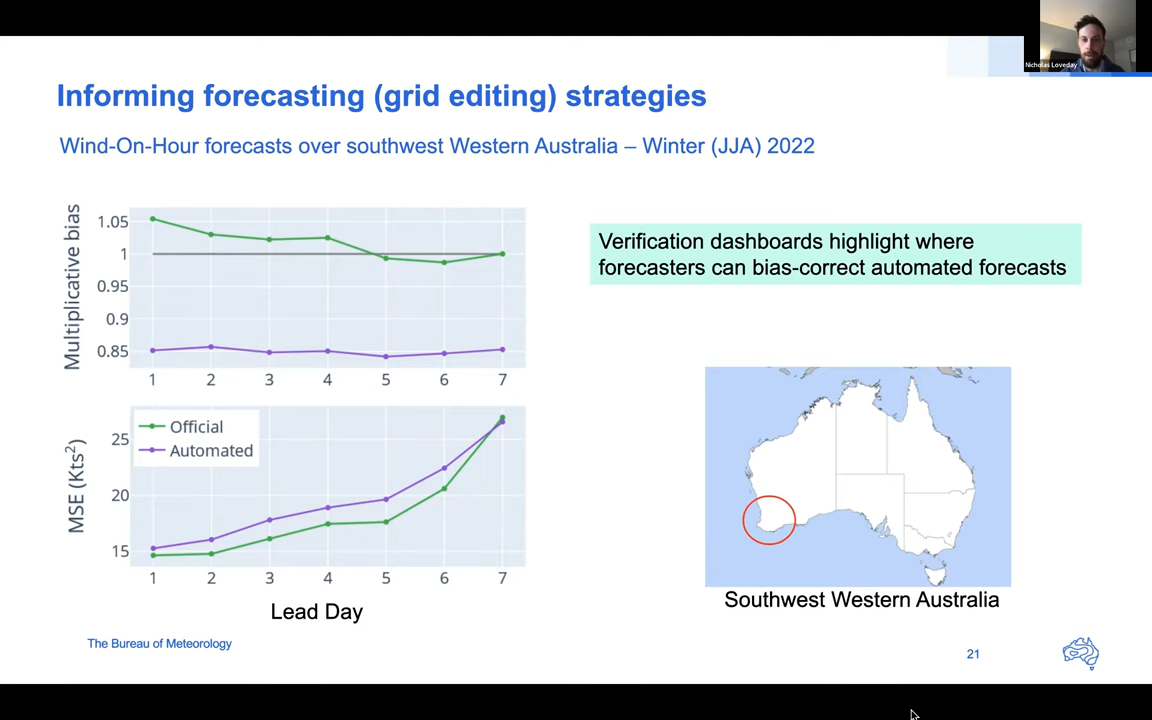 Nicholas Loveday
Informing forecasting (grid editing) strategies
Wind-On-Hour forecasts over southwest Western Australia – Winter (JJA) 2022
Multiplicative bias
1.05
1
0.95
0.9
0.85
1 2 3 4 5 6 7
Verification dashboards highlight where
forecasters can bias-correct automated forecasts
MSE (Kts²)
Official
Automated
25
20
15
1 2 3 4 5 6 7
Lead Day
Southwest Western Australia
The Bureau of Meteorology
21